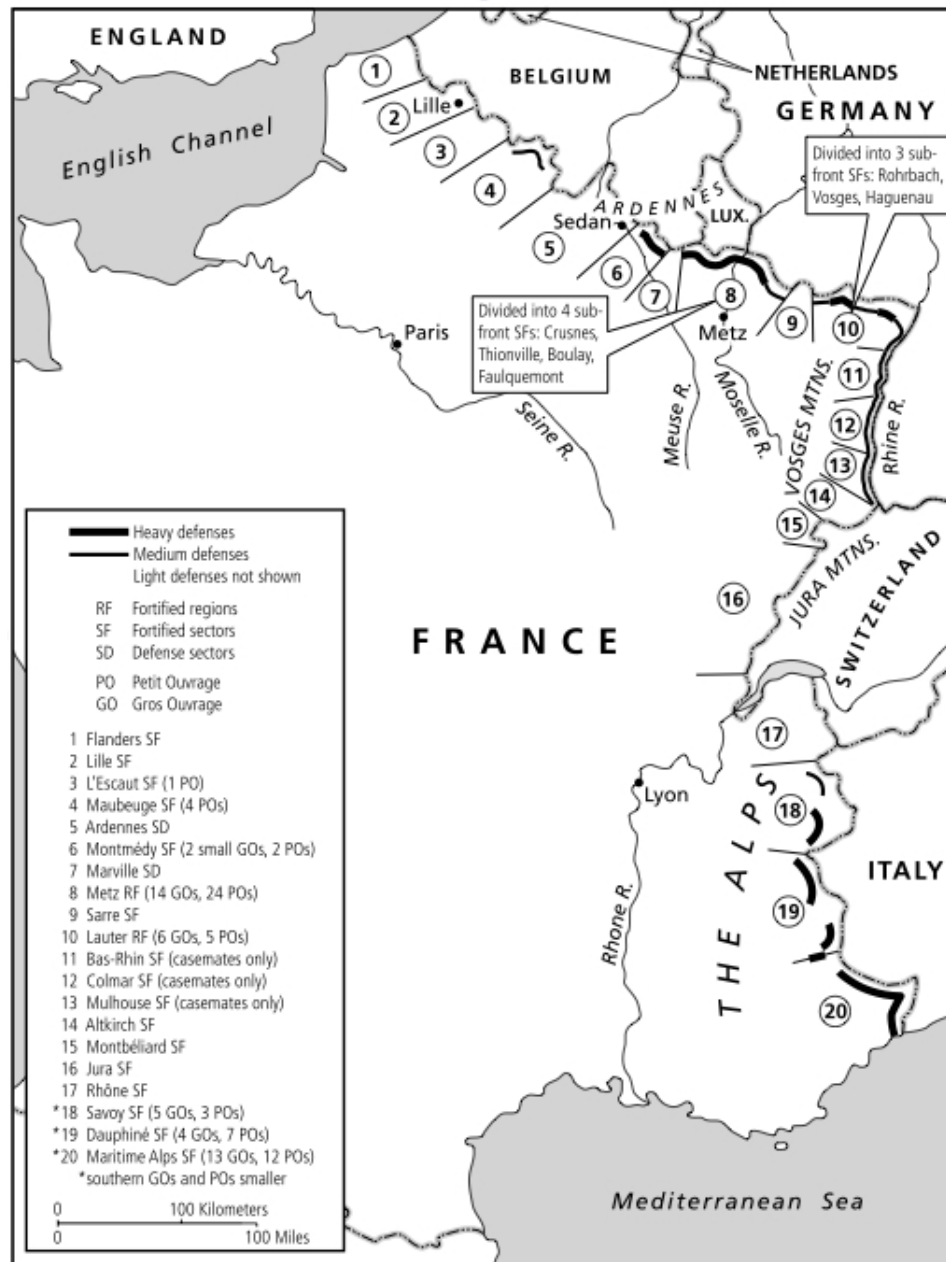 ENGLAND
BELGIUM
NETHERLANDS
GERMANY
English Channel
1
Lille
2
3
4
Divided into 3 sub-
front SFs: Rohrbach,
Vosges, Haguenau
ARDENNES
LUX.
Sedan
5
6
7
8
9
10
Divided into 4 sub-
front SFs: Crusnes,
Thionville, Boulay,
Faulquemont
Metz
Paris
Seine R.
Meuse R.
Moselle R.
VOSGES MTNS.
Rhine R.
11
12
13
14
15
16
JURA MTNS.
SWITZERLAND
FRANCE
17
Lyon
18
THE ALPS
ITALY
19
Rhone R.
20
Mediterranean Sea
Heavy defenses
Medium defenses
Light defenses not shown
RF Fortified regions
SF Fortified sectors
SD Defense sectors
PO Petit Ouvrage
GO Gros Ouvrage
1 Flanders SF
2 Lille SF
3 L'Escaut SF (1 PO)
4 Maubeuge SF (4 POs)
5 Ardennes SD
6 Montmédy SF (2 small GOs, 2 POs)
7 Marville SD
8 Metz RF (14 GOs, 24 POs)
9 Sarre SF
10 Lauter RF (6 GOs, 5 POs)
11 Bas-Rhin SF (casemates only)
12 Colmar SF (casemates only)
13 Mulhouse SF (casemates only)
14 Altkirch SF
15 Montbéliard SF
16 Jura SF
17 Rhône SF
*18 Savoy SF (5 GOs, 3 POs)
*19 Dauphiné SF (4 GOs, 7 POs)
*20 Maritime Alps SF (13 GOs, 12 POs)
*southern GOs and POs smaller
0 100 Kilometers
0 100 Miles